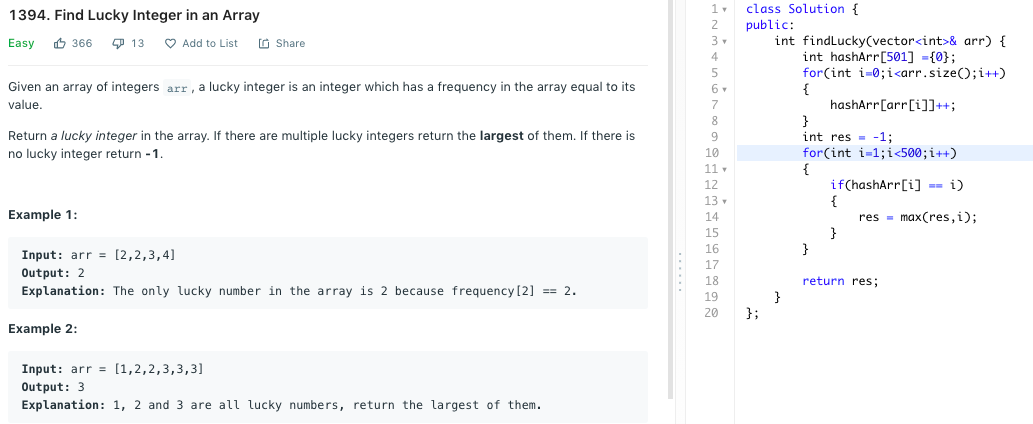 1394. Find Lucky Integer in an Array
Easy 366 13 Add to List Share
Given an array of integers arr , a lucky integer is an integer which has a frequency in the array equal to its
value.
Return a lucky integer in the array. If there are multiple lucky integers return the largest of them. If there is
no lucky integer return -1.
Example 1:
Input: arr = [2,2,3,4]
Output: 2
Explanation: The only lucky number in the array is 2 because frequency[2] == 2.
Example 2:
Input: arr = [1,2,2,3,3,3]
Output: 3
Explanation: 1, 2 and 3 are all lucky numbers, return the largest of them.
1 class Solution {
2 public:
3 int findLucky(vector<int>& arr) {
4 int hashArr[501] ={0};
5 for(int i=0;i<arr.size();i++)
6 {
7 hashArr[arr[i]]++;
8 }
9 int res = -1;
10 for(int i=1;i<500;i++)
11 {
12 if(hashArr[i] == i)
13 {
14 res = max(res,i);
15 }
16 }
17
18 return res;
19 }
20 };